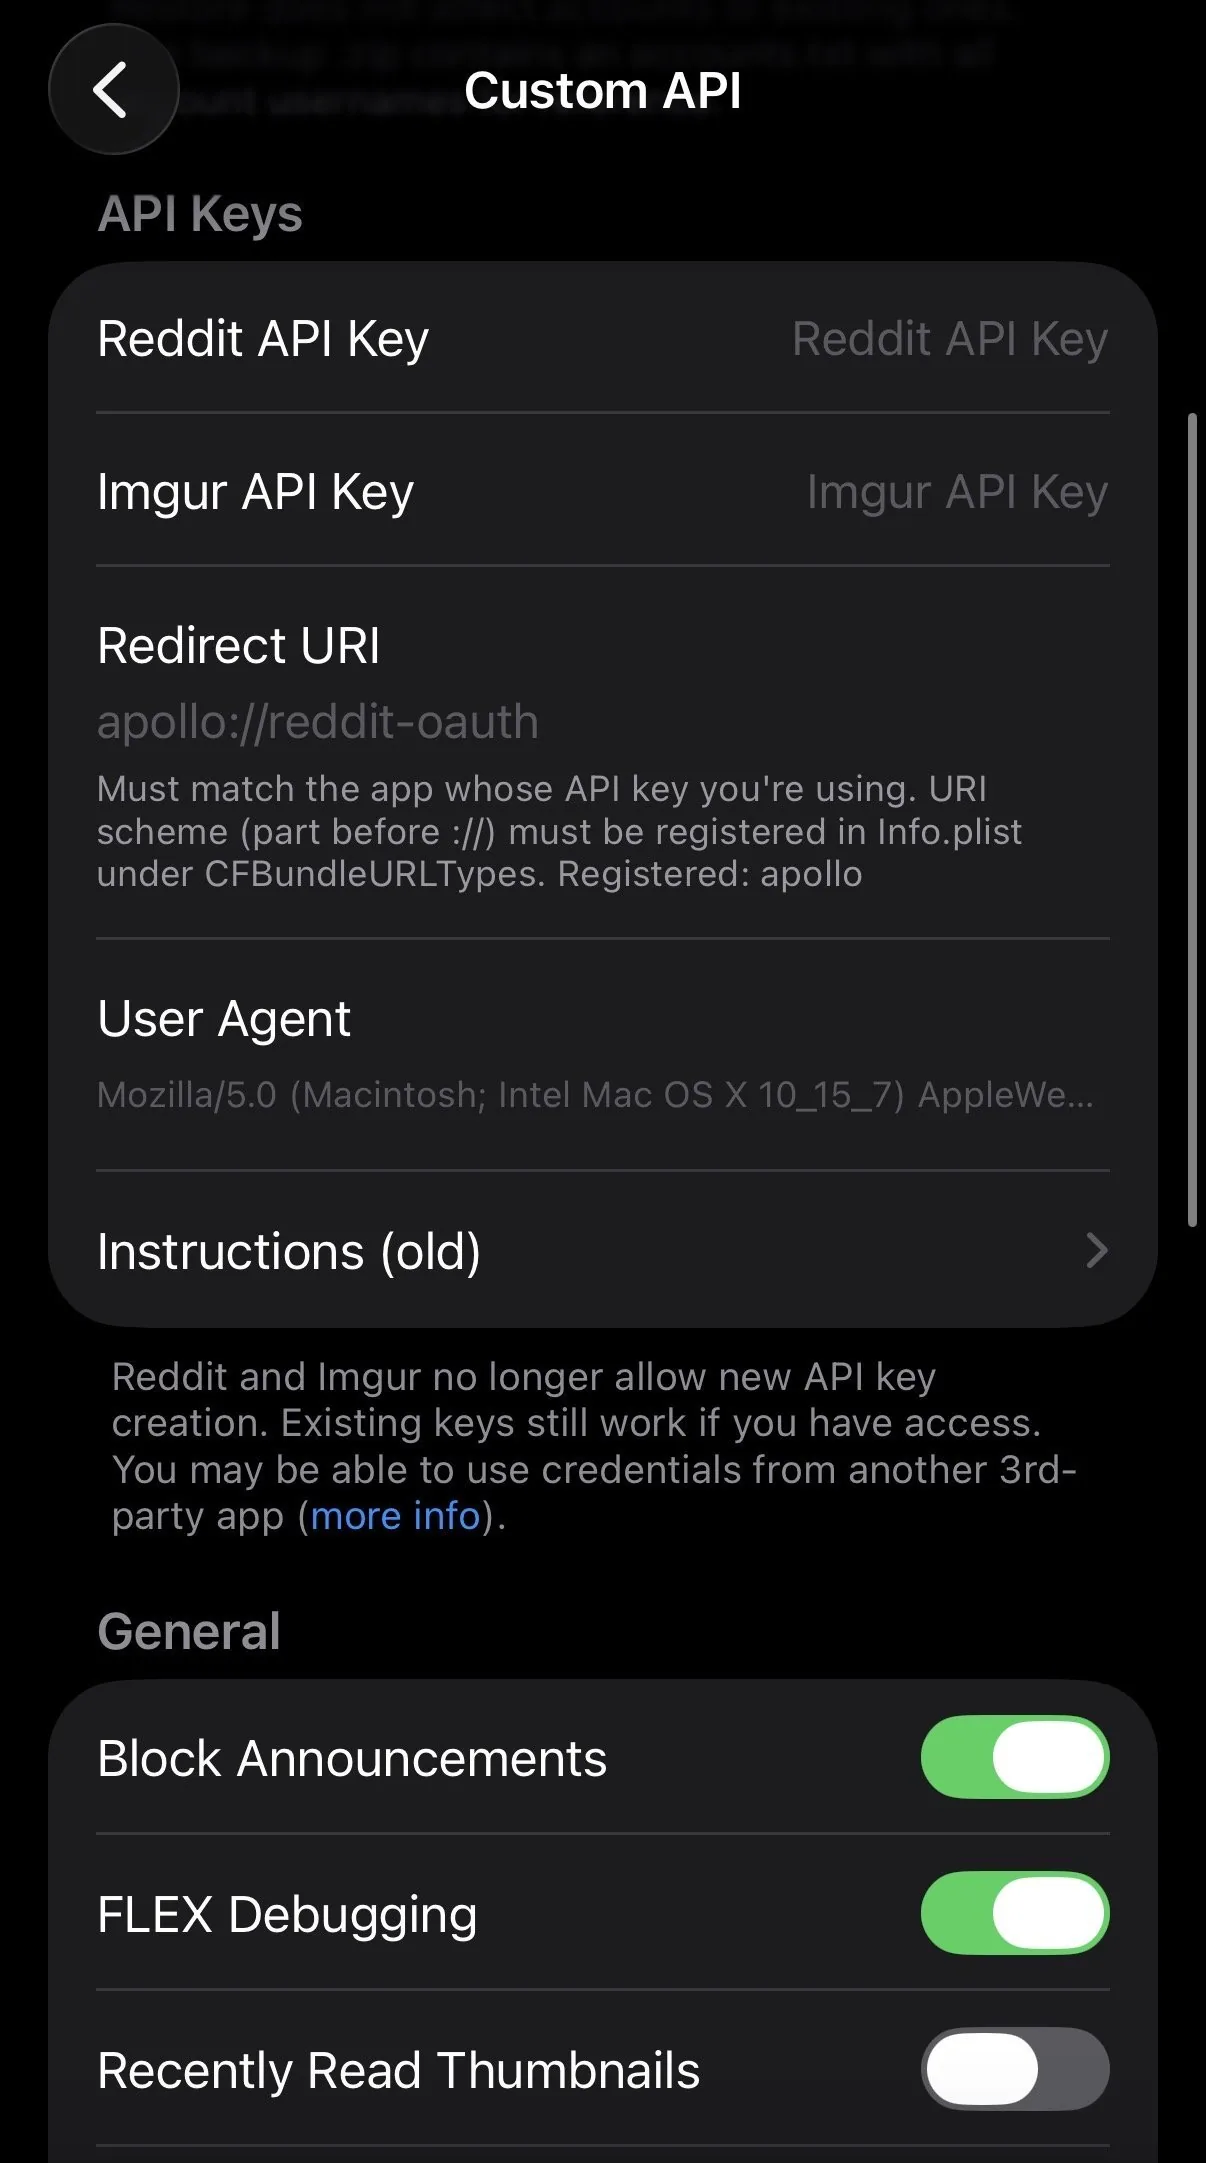 Custom API
API Keys
Reddit API Key Reddit API Key
Imgur API Key Imgur API Key
Redirect URI
apollo://reddit-oauth
Must match the app whose API key you're using. URI
scheme (part before ://) must be registered in Info.plist
under CFBundleURLTypes. Registered: apollo
User Agent
Mozilla/5.0 (Macintosh; Intel Mac OS X 10_15_7) AppleWe...
Instructions (old)
Reddit and Imgur no longer allow new API key
creation. Existing keys still work if you have access.
You may be able to use credentials from another 3rd-
party app (more info).
General
Block Announcements
FLEX Debugging
Recently Read Thumbnails